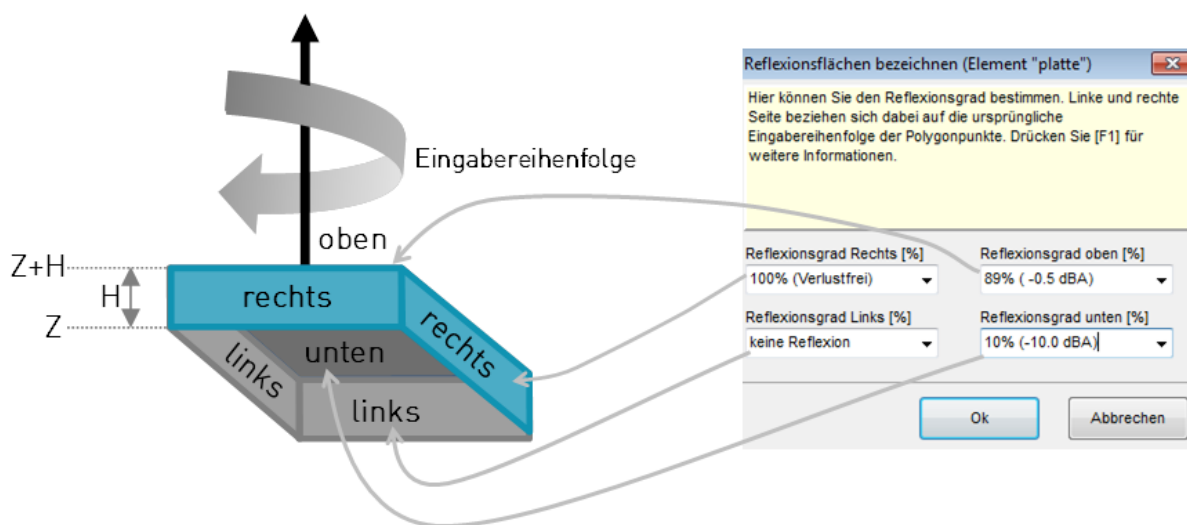 Eingabereihenfolge
oben
Z+H
H
Z
rechts
rechts
unten
links
links
Reflexionsflächen bezeichnen (Element "platte")
Hier können Sie den Reflexionsgrad bestimmen. Linke und rechte
Seite beziehen sich dabei auf die ursprüngliche
Eingabereihenfolge der Polygonpunkte. Drücken Sie [F1] für
weitere Informationen.
Reflexionsgrad Rechts [%]
100% (Verlustfrei)
Reflexionsgrad oben [%]
89% ( -0.5 dBA)
Reflexionsgrad Links [%]
keine Reflexion
Reflexionsgrad unten [%]
10% (-10.0 dBA)
Ok
Abbrechen